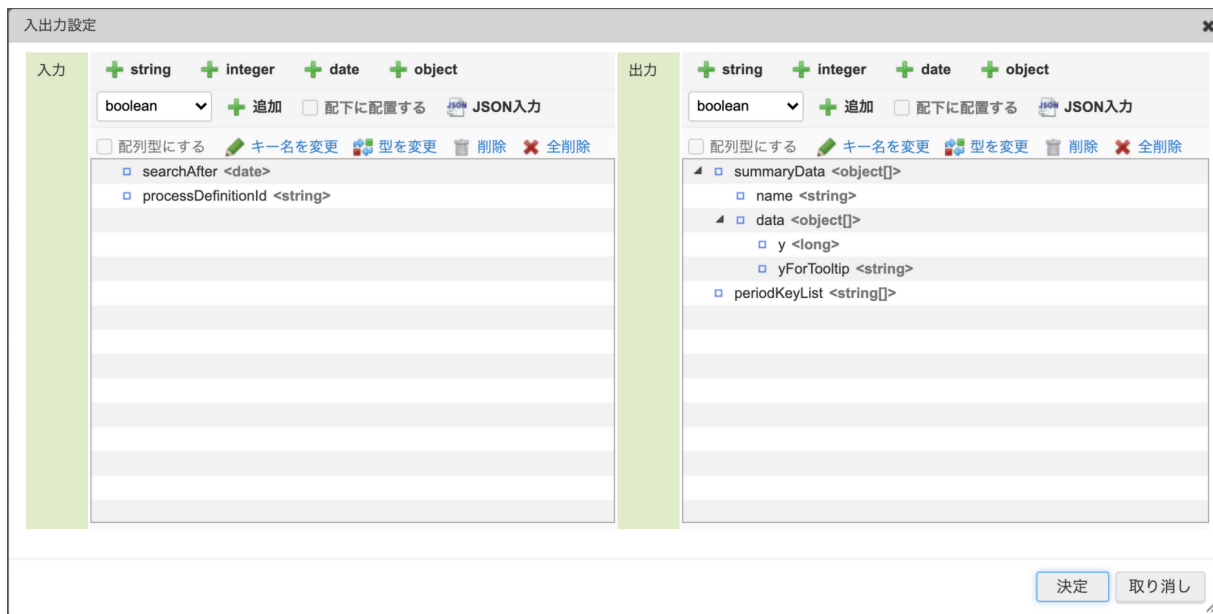 入出力設定
入力
string integer date object
boolean 追加 配下に配置する JSON入力
配列型にする キー名を変更 型を変更 削除 全削除
searchAfter <date>
processDefinitionId <string>
出力
string integer date object
boolean 追加 配下に配置する JSON入力
配列型にする キー名を変更 型を変更 削除 全削除
summaryData <object[]>
name <string>
data <object[]>
y <long>
yForTooltip <string>
periodKeyList <string[]>
決定 取り消し